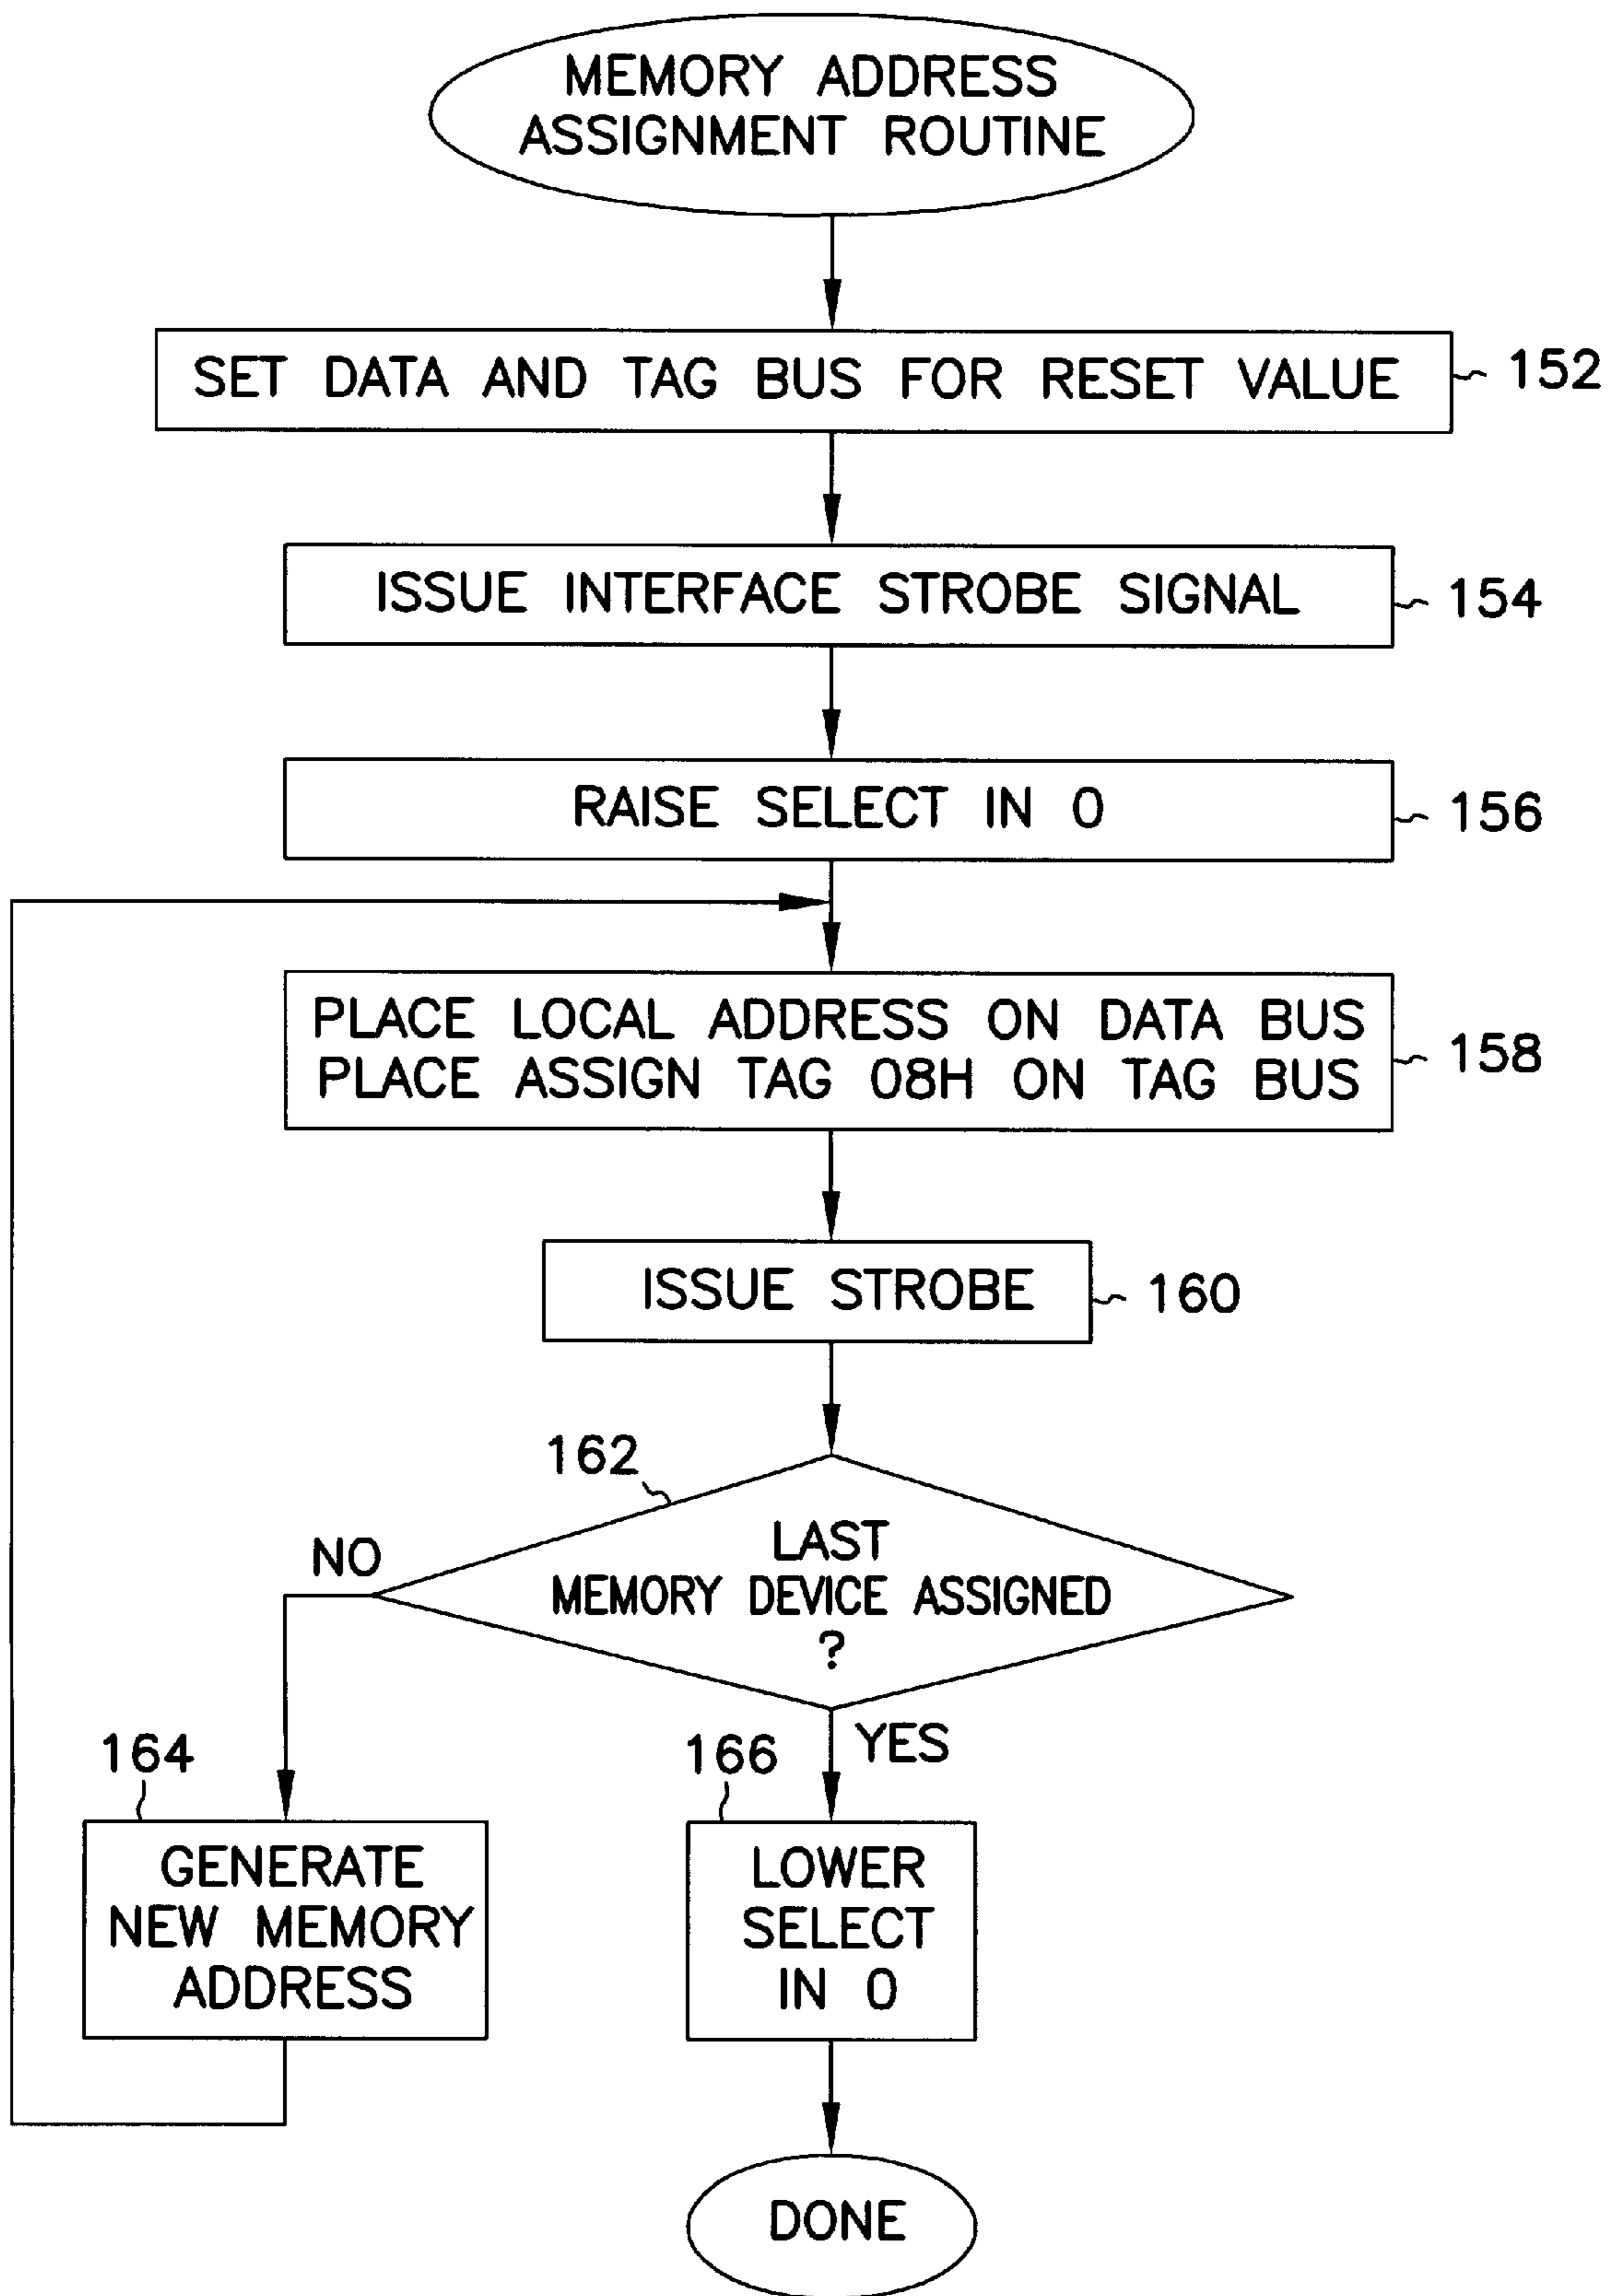 MEMORY ADDRESS
ASSIGNMENT ROUTINE
SET DATA AND TAG BUS FOR RESET VALUE
152
ISSUE INTERFACE STROBE SIGNAL
154
RAISE SELECT IN 0
156
PLACE LOCAL ADDRESS ON DATA BUS
PLACE ASSIGN TAG 08H ON TAG BUS
158
ISSUE STROBE
160
162
LAST
MEMORY DEVICE ASSIGNED
?
NO
YES
164
GENERATE
NEW MEMORY
ADDRESS
166
LOWER
SELECT
IN 0
DONE